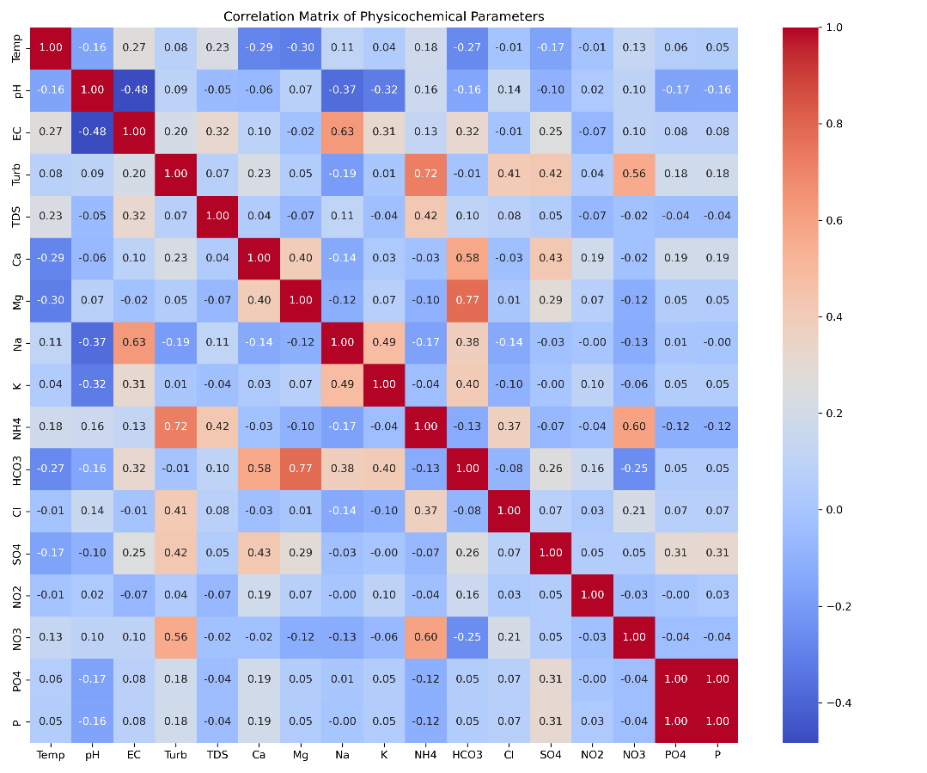 Correlation Matrix of Physicochemical Parameters
Temp 1.00 -0.16 0.27 0.08 0.23 -0.29 -0.30 0.11 0.04 0.18 -0.27 -0.01 -0.17 -0.01 0.13 0.06 0.05
pH -0.16 1.00 -0.48 0.09 -0.05 -0.06 0.07 -0.37 -0.32 0.16 -0.16 0.14 -0.10 0.02 0.10 -0.17 -0.16
EC 0.27 -0.48 1.00 0.20 0.32 0.10 -0.02 0.63 0.31 0.13 0.32 -0.01 0.25 -0.07 0.10 0.08 0.08
Turb 0.08 0.09 0.20 1.00 0.07 0.23 0.05 -0.19 0.01 0.72 -0.01 0.41 0.42 0.04 0.56 0.18 0.18
TDS 0.23 -0.05 0.32 0.07 1.00 0.04 -0.07 0.11 -0.04 0.42 0.10 0.08 0.05 -0.07 -0.02 -0.04 -0.04
Ca -0.29 -0.06 0.10 0.23 0.04 1.00 0.40 -0.14 0.03 -0.03 0.58 -0.03 0.43 0.19 -0.02 0.19 0.19
Mg -0.30 0.07 -0.02 0.05 -0.07 0.40 1.00 -0.12 0.07 -0.10 0.77 0.01 0.29 0.07 -0.12 0.05 0.05
Na 0.11 -0.37 0.63 -0.19 0.11 -0.14 -0.12 1.00 0.49 -0.17 0.38 -0.14 -0.03 -0.00 -0.13 0.01 -0.00
K 0.04 -0.32 0.31 0.01 -0.04 0.03 0.07 0.49 1.00 -0.04 0.40 -0.10 -0.00 0.10 -0.06 0.05 0.05
NH4 0.18 0.16 0.13 0.72 0.42 -0.03 -0.10 -0.17 -0.04 1.00 -0.13 0.37 -0.07 -0.04 0.60 -0.12 -0.12
HCO3 -0.27 -0.16 0.32 -0.01 0.10 0.58 0.77 0.38 0.40 -0.13 1.00 -0.08 0.26 0.16 -0.25 0.05 0.05
Cl -0.01 0.14 -0.01 0.41 0.08 -0.03 0.01 -0.14 -0.10 0.37 -0.08 1.00 0.07 0.03 0.21 0.07 0.07
SO4 -0.17 -0.10 0.25 0.42 0.05 0.43 0.29 -0.03 -0.00 -0.07 0.26 0.07 1.00 0.05 0.05 0.31 0.31
NO2 -0.01 0.02 -0.07 0.04 -0.07 0.19 0.07 -0.00 0.10 -0.04 0.16 0.03 0.05 1.00 -0.03 -0.00 0.03
NO3 0.13 0.10 0.10 0.56 -0.02 -0.02 -0.12 -0.13 -0.06 0.60 -0.25 0.21 0.05 -0.03 1.00 -0.04 -0.04
PO4 0.06 -0.17 0.08 0.18 -0.04 0.19 0.05 0.01 0.05 -0.12 0.05 0.07 0.31 -0.00 -0.04 1.00 1.00
P 0.05 -0.16 0.08 0.18 -0.04 0.19 0.05 -0.00 0.05 -0.12 0.05 0.07 0.31 0.03 -0.04 1.00 1.00
Temp pH EC Turb TDS Ca Mg Na K NH4 HCO3 Cl SO4 NO2 NO3 PO4 P
1.0
0.8
0.6
0.4
0.2
0.0
−0.2
−0.4